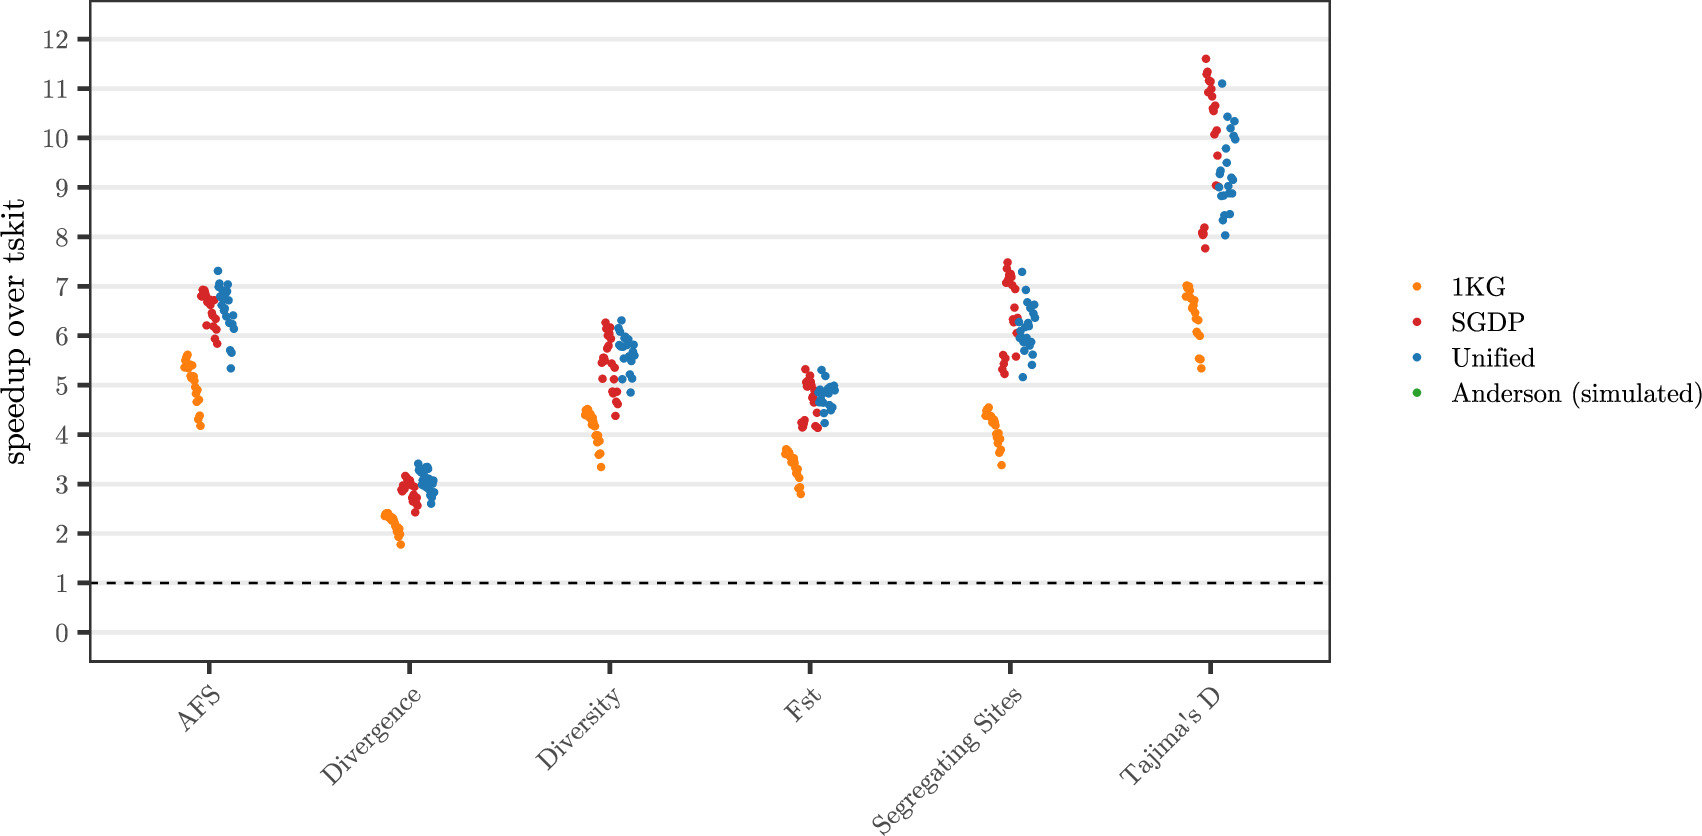 speedup over tskit
12
11
10
9
8
7
6
5
4
3
2
1
0
AFS
Divergence
Diversity
Fst
Segregating Sites
Tajima's D
1KG
SGDP
Unified
Anderson (simulated)